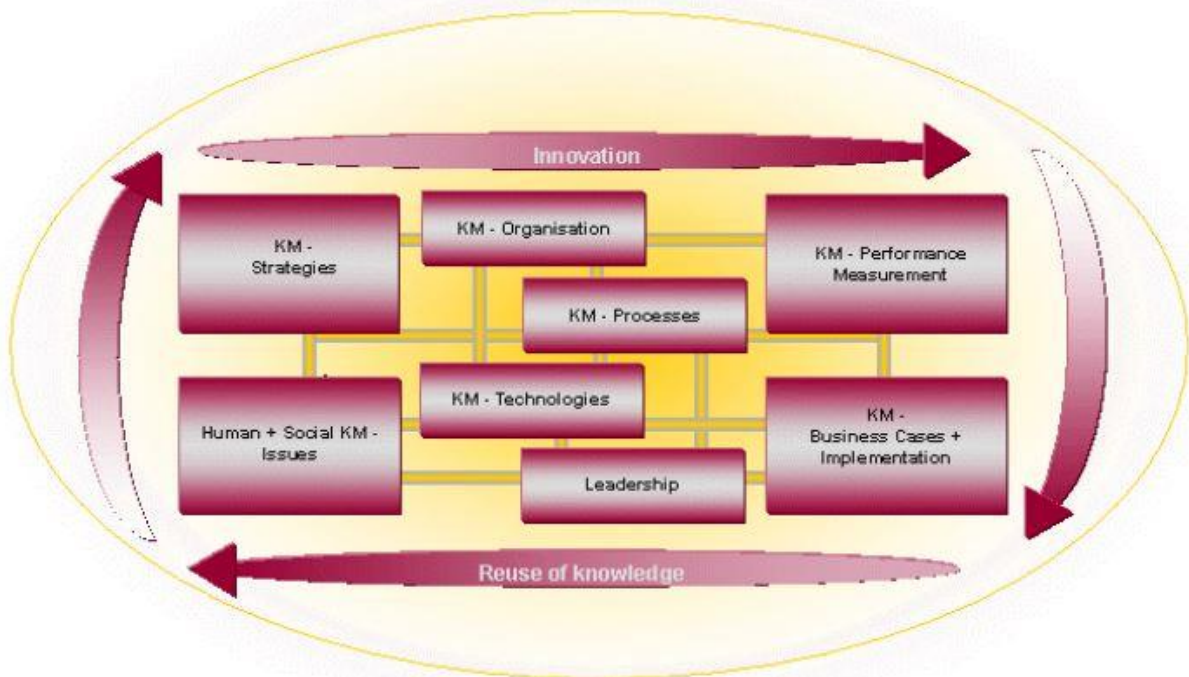 Innovation
KM -
Strategies
KM - Organisation
KM - Performance
Measurement
KM - Processes
Human + Social KM -
Issues
KM - Technologies
KM -
Business Cases +
Implementation
Leadership
Reuse of knowledge